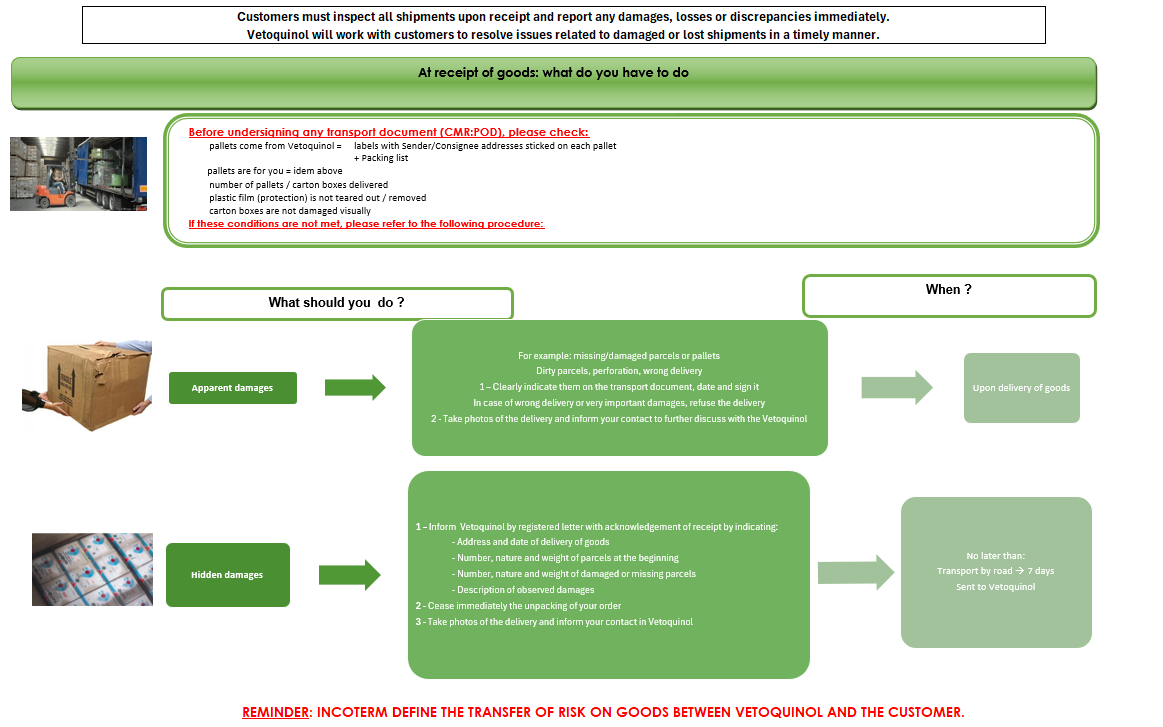 Customers must inspect all shipments upon receipt and report any damages, losses or discrepancies immediately.
Vetoquinol will work with customers to resolve issues related to damaged or lost shipments in a timely manner.
At receipt of goods: what do you have to do
Before undersigning any transport document (CMR:POD), please check:
pallets come from Vetoquinol = labels with Sender/Consignee addresses sticked on each pallet
+ Packing list
pallets are for you = idem above
number of pallets / carton boxes delivered
plastic film (protection) is not teared out / removed
carton boxes are not damaged visually
If these conditions are not met, please refer to the following procedure:
What should you do ?
When ?
Apparent damages
For example: missing/damaged parcels or pallets
Dirty parcels, perforation, wrong delivery
1 – Clearly indicate them on the transport document, date and sign it
In case of wrong delivery or very important damages, refuse the delivery
2 - Take photos of the delivery and inform your contact to further discuss with the Vetoquinol
Upon delivery of goods
Hidden damages
1 – Inform Vetoquinol by registered letter with acknowledgement of receipt by indicating:
- Address and date of delivery of goods
- Number, nature and weight of parcels at the beginning
- Number, nature and weight of damaged or missing parcels
- Description of observed damages
2 - Cease immediately the unpacking of your order
3 - Take photos of the delivery and inform your contact in Vetoquinol
No later than:
Transport by road → 7 days
Sent to Vetoquinol
REMINDER: INCOTERM DEFINE THE TRANSFER OF RISK ON GOODS BETWEEN VETOQUINOL AND THE CUSTOMER.